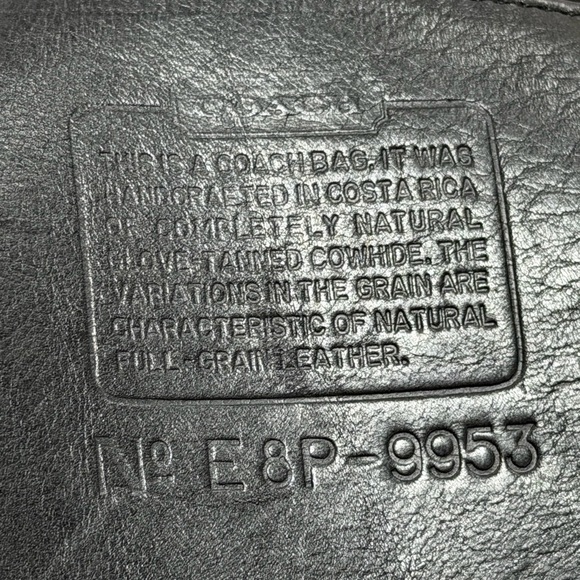 COACH
THIS IS A COACH BAG. IT WAS
HANDCRAFTED IN COSTA RICA
OF COMPLETELY NATURAL
GLOVE-TANNED COWHIDE. THE
VARIATIONS IN THE GRAIN ARE
CHARACTERISTIC OF NATURAL
FULL-GRAIN LEATHER.
No E8P-9953